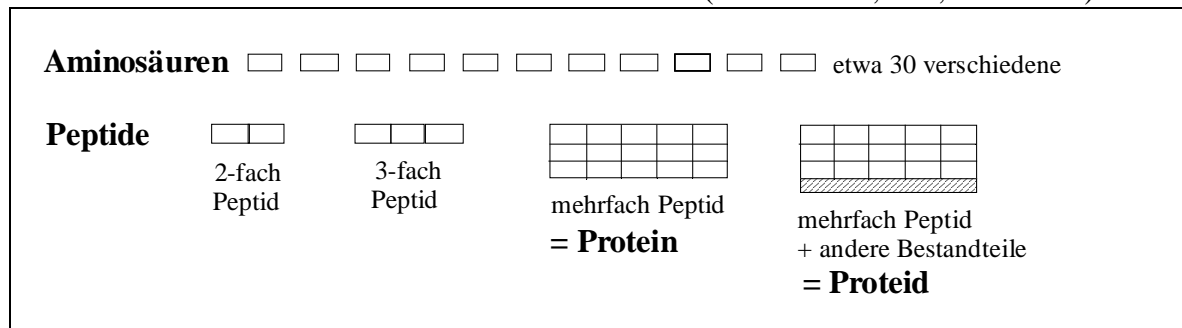 Aminosäuren etwa 30 verschiedene
Peptide
2-fach
Peptid
3-fach
Peptid
mehrfach Peptid
= Protein
mehrfach Peptid
+ andere Bestandteile
= Proteid